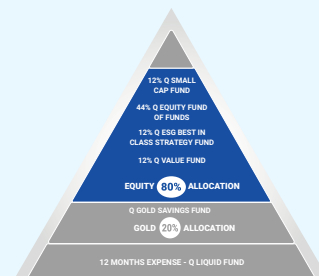 12% Q SMALL
CAP FUND
44% Q EQUITY FUND
OF FUNDS
12% Q ESG BEST IN
CLASS STRATEGY FUND
12% Q VALUE FUND
EQUITY 80% ALLOCATION
Q GOLD SAVINGS FUND
GOLD 20% ALLOCATION
12 MONTHS EXPENSE - Q LIQUID FUND